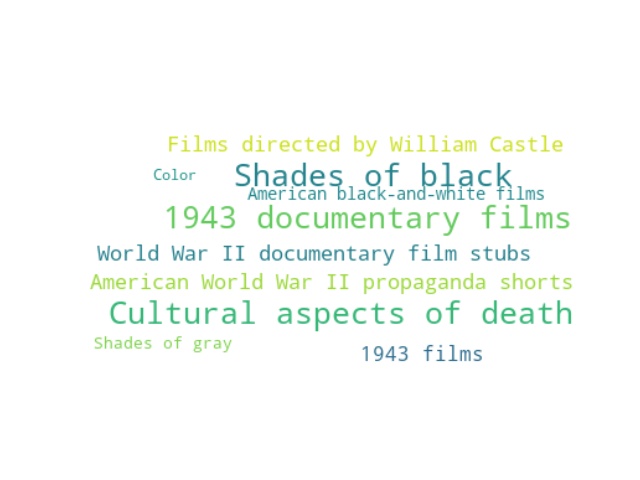 Films directed by William Castle
Color
Shades of black
American black-and-white films
1943 documentary films
World War II documentary film stubs
American World War II propaganda shorts
Cultural aspects of death
Shades of gray
1943 films